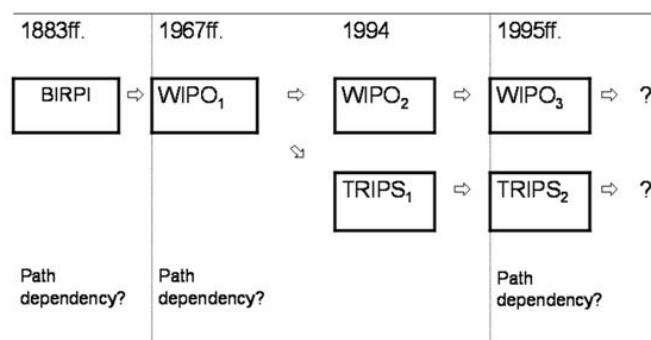 1883ff. 1967ff. 1994 1995ff.
BIRPI ⇨ WIPO₁ ⇨ WIPO₂ ⇨ WIPO₃ ⇨ ?
⇘
TRIPS₁ ⇨ TRIPS₂ ⇨ ?
Path Path Path
dependency? dependency? dependency?